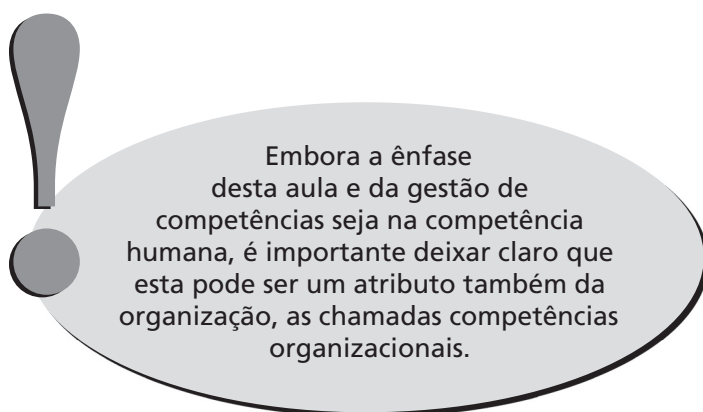 Embora a ênfase
desta aula e da gestão de
competências seja na competência
humana, é importante deixar claro que
esta pode ser um atributo também da
organização, as chamadas competências
organizacionais.